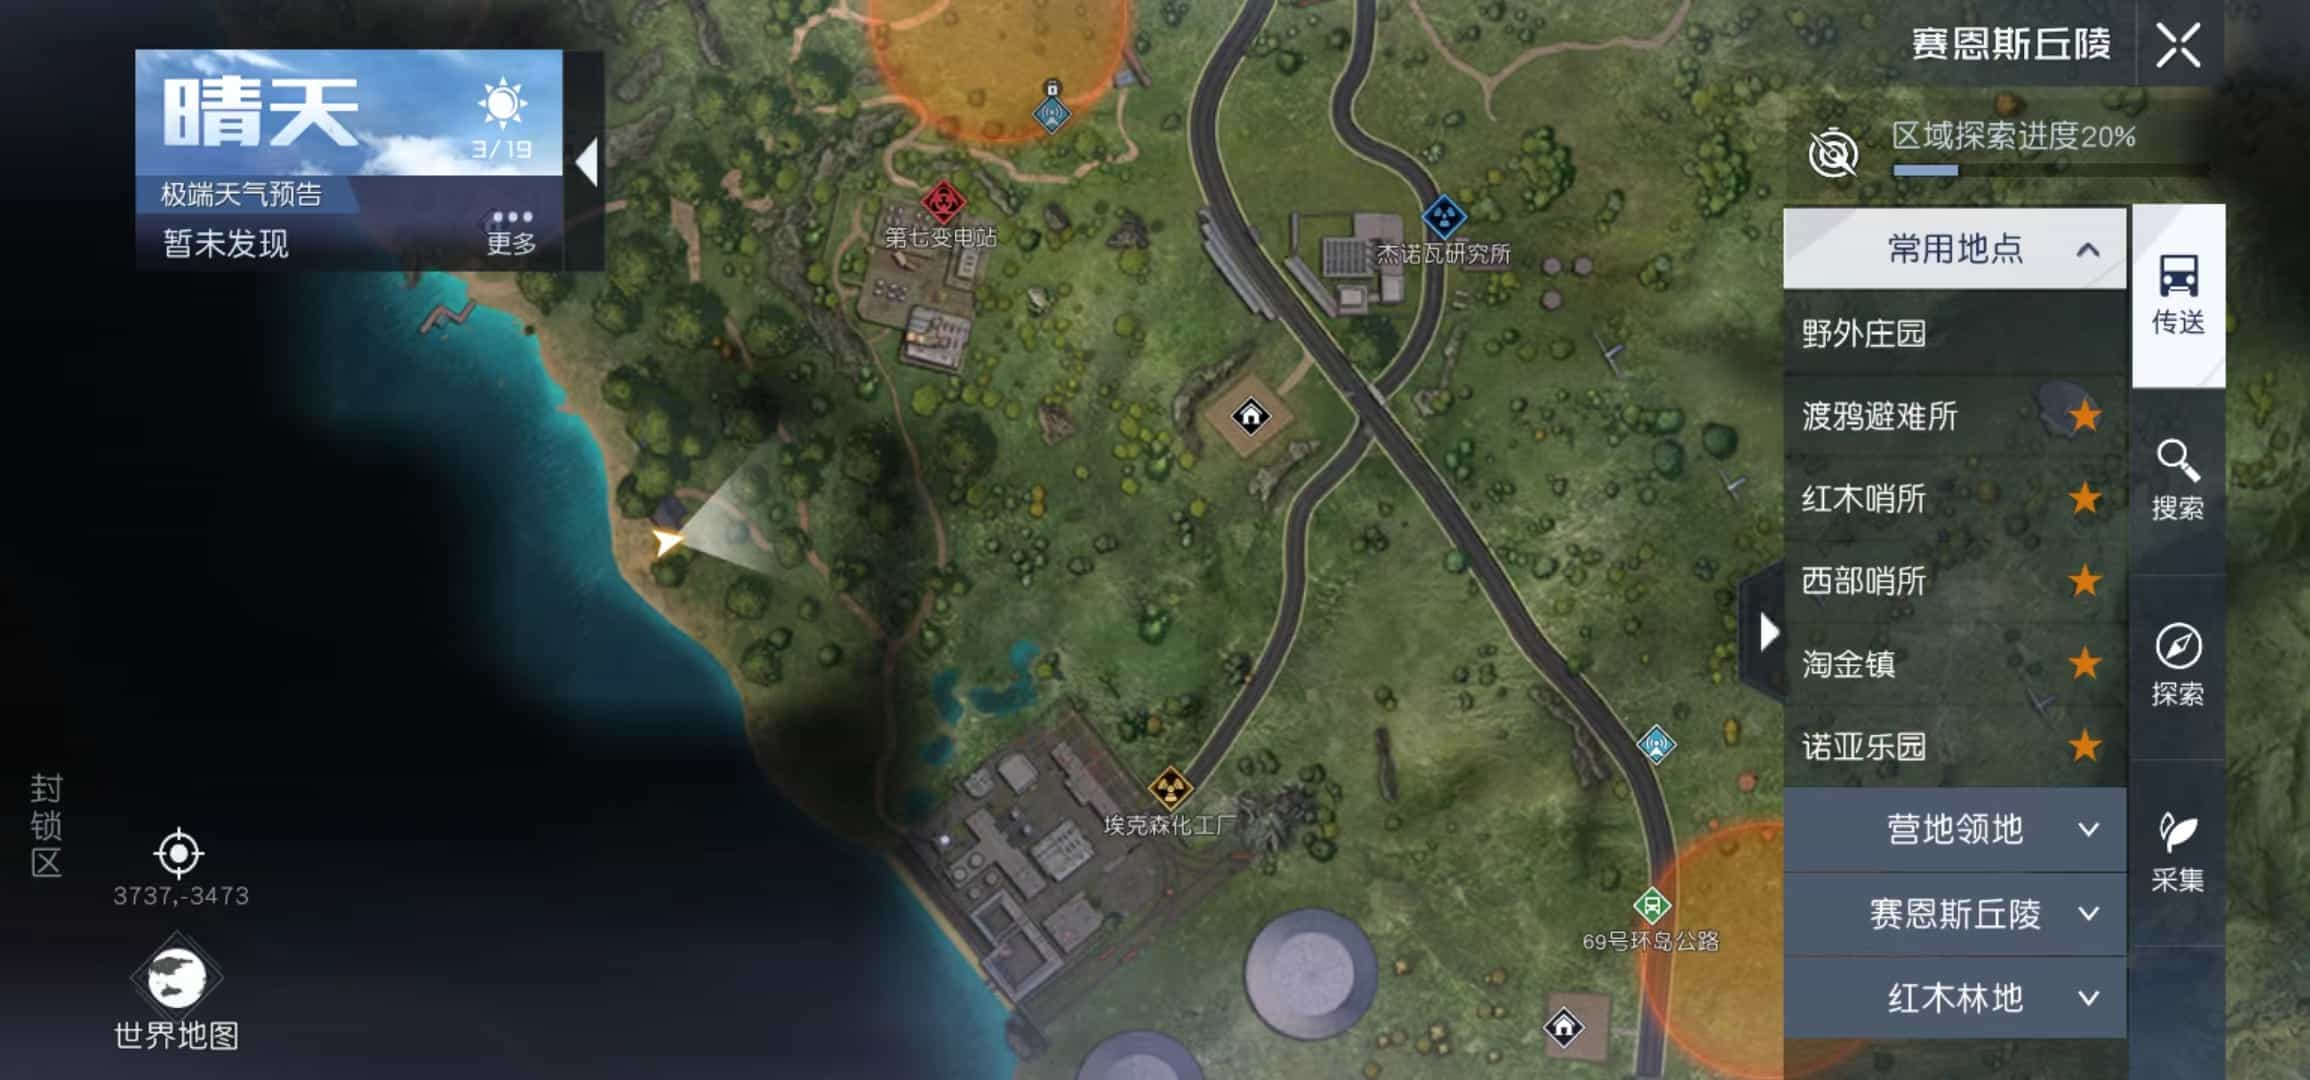 晴天
3/19
极端天气预告
暂未发现
更多
赛恩斯丘陵
区域探索进度20%
常用地点
野外庄园
渡鸦避难所
红木哨所
西部哨所
淘金镇
诺亚乐园
营地领地
赛恩斯丘陵
红木林地
传送
搜索
探索
采集
第七变电站
杰诺瓦研究所
埃克森化工厂
69号环岛公路
封锁区
3737,-3473
世界地图